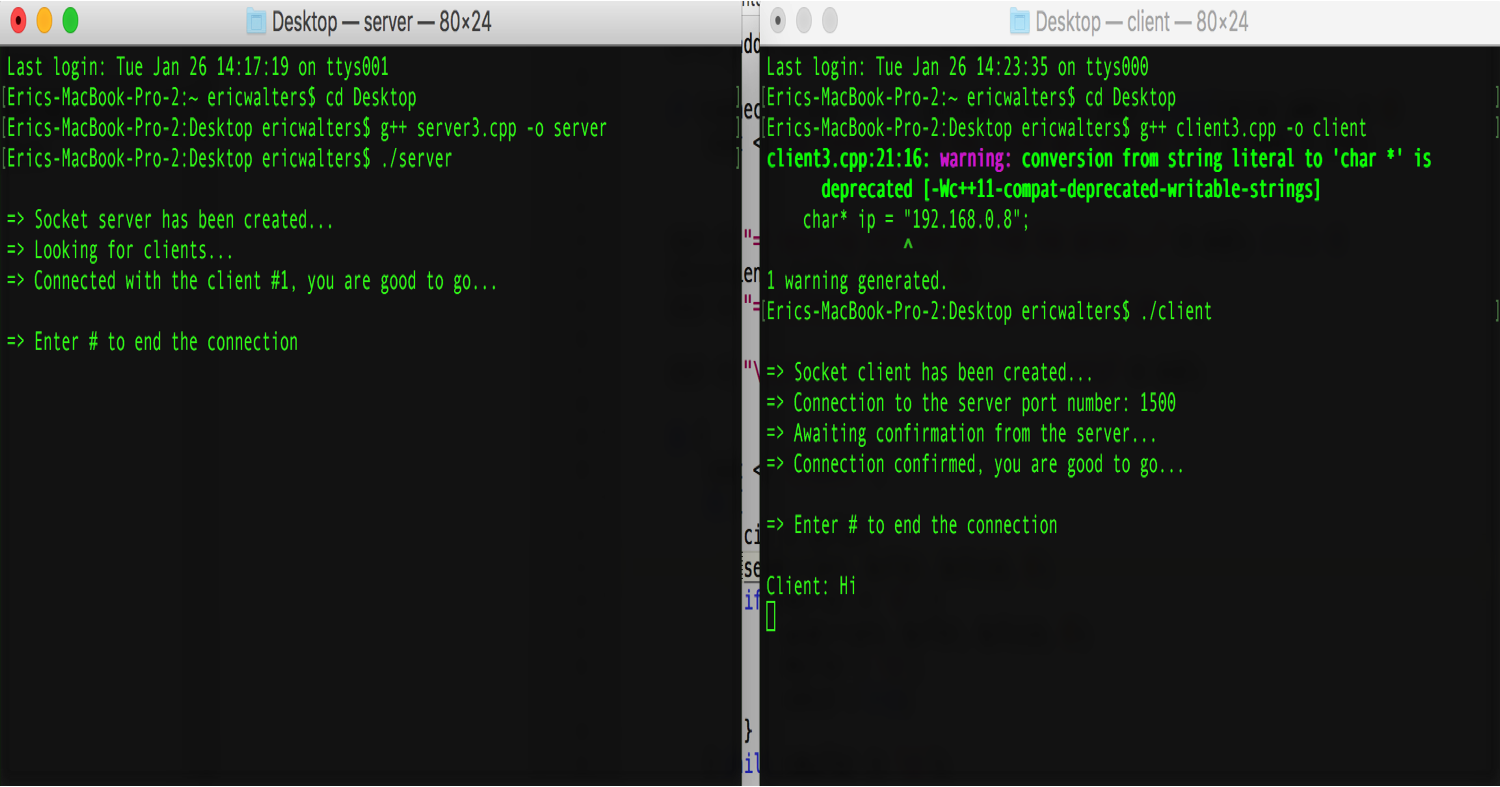 Desktop — server — 80×24
Last login: Tue Jan 26 14:17:19 on ttys001
[Erics-MacBook-Pro-2:~ ericwalters$ cd Desktop ]
[Erics-MacBook-Pro-2:Desktop ericwalters$ g++ server3.cpp -o server ]
[Erics-MacBook-Pro-2:Desktop ericwalters$ ./server ]
=> Socket server has been created...
=> Looking for clients...
=> Connected with the client #1, you are good to go...
=> Enter # to end the connection
"=
"=
"\
<
ci
se
if
}
Desktop — client — 80×24
Last login: Tue Jan 26 14:23:35 on ttys000
[Erics-MacBook-Pro-2:~ ericwalters$ cd Desktop ]
[Erics-MacBook-Pro-2:Desktop ericwalters$ g++ client3.cpp -o client ]
client3.cpp:21:16: warning: conversion from string literal to 'char *' is
deprecated [-Wc++11-compat-deprecated-writable-strings]
char* ip = "192.168.0.8";
^
1 warning generated.
[Erics-MacBook-Pro-2:Desktop ericwalters$ ./client ]
=> Socket client has been created...
=> Connection to the server port number: 1500
=> Awaiting confirmation from the server...
=> Connection confirmed, you are good to go...
=> Enter # to end the connection
Client: Hi